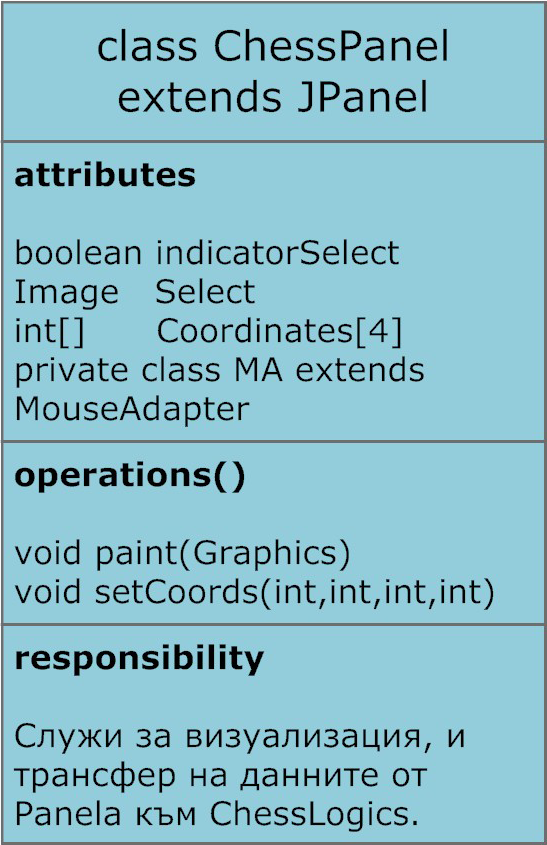 class ChessPanel
extends JPanel
attributes
boolean indicatorSelect
Image Select
int[] Coordinates[4]
private class MA extends
MouseAdapter
operations()
void paint(Graphics)
void setCoords(int,int,int,int)
responsibility
Служи за визуализация, и
трансфер на данните от
Panela към ChessLogics.